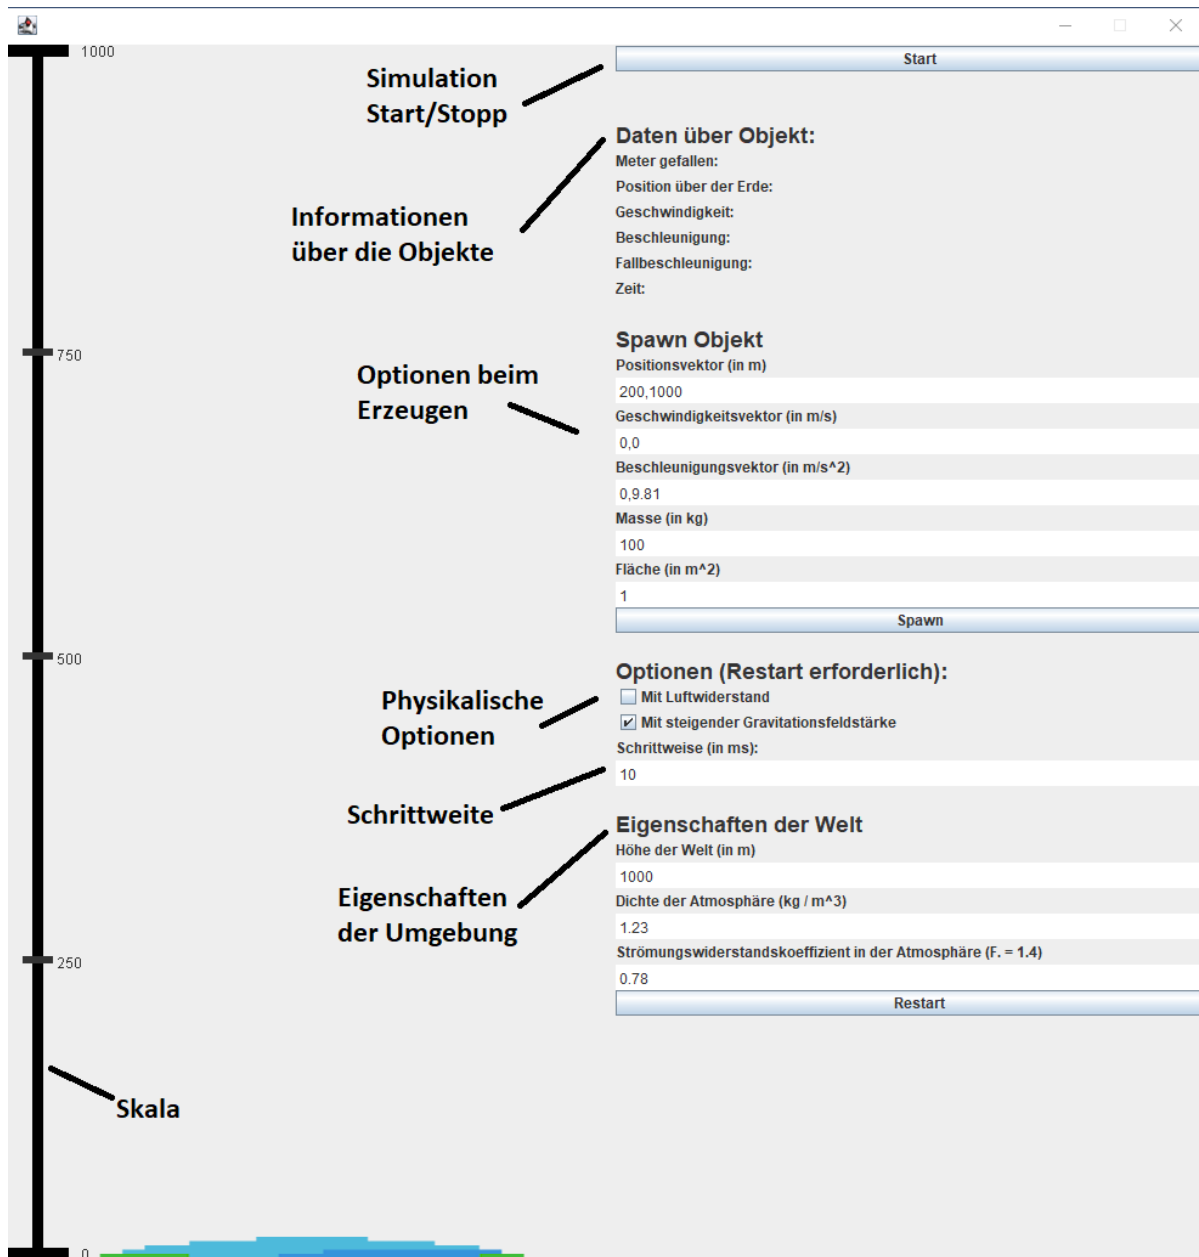 1000
Start
Simulation
Start/Stopp
Daten über Objekt:
Meter gefallen:
Position über der Erde:
Geschwindigkeit:
Beschleunigung:
Fallbeschleunigung:
Zeit:
Informationen
über die Objekte
Spawn Objekt
750
Positionsvektor (in m)
200,1000
Geschwindigkeitsvektor (in m/s)
0,0
Beschleunigungsvektor (in m/s^2)
0,9.81
Masse (in kg)
100
Fläche (in m^2)
1
Spawn
Optionen beim
Erzeugen
500
Optionen (Restart erforderlich):
Mit Luftwiderstand
Mit steigender Gravitationsfeldstärke
Schrittweise (in ms):
10
Physikalische
Optionen
Schrittweite
Eigenschaften der Welt
Höhe der Welt (in m)
1000
Dichte der Atmosphäre (kg / m^3)
1.23
Strömungswiderstandskoeffizient in der Atmosphäre (F. = 1.4)
0.78
Restart
Eigenschaften
der Umgebung
250
Skala
0